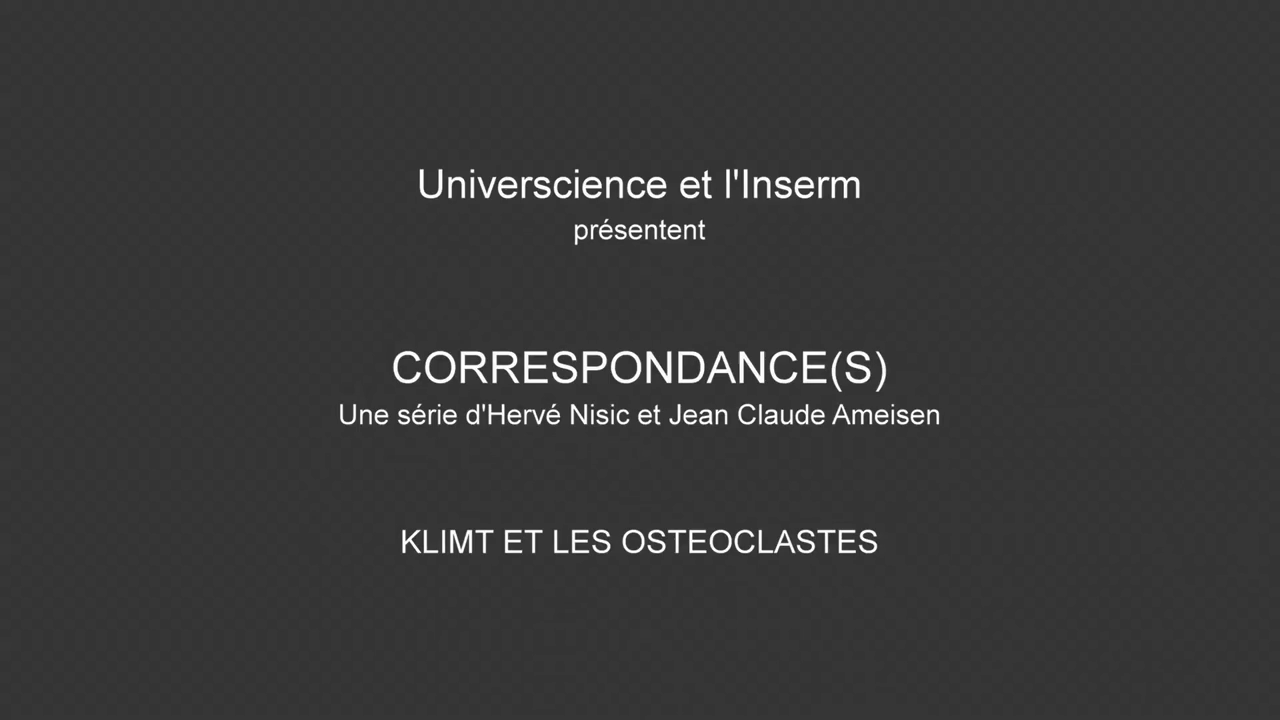 Universcience et l'Inserm
présentent
CORRESPONDANCE(S)
Une série d'Hervé Nisic et Jean Claude Ameisen
KLIMT ET LES OSTEOCLASTES